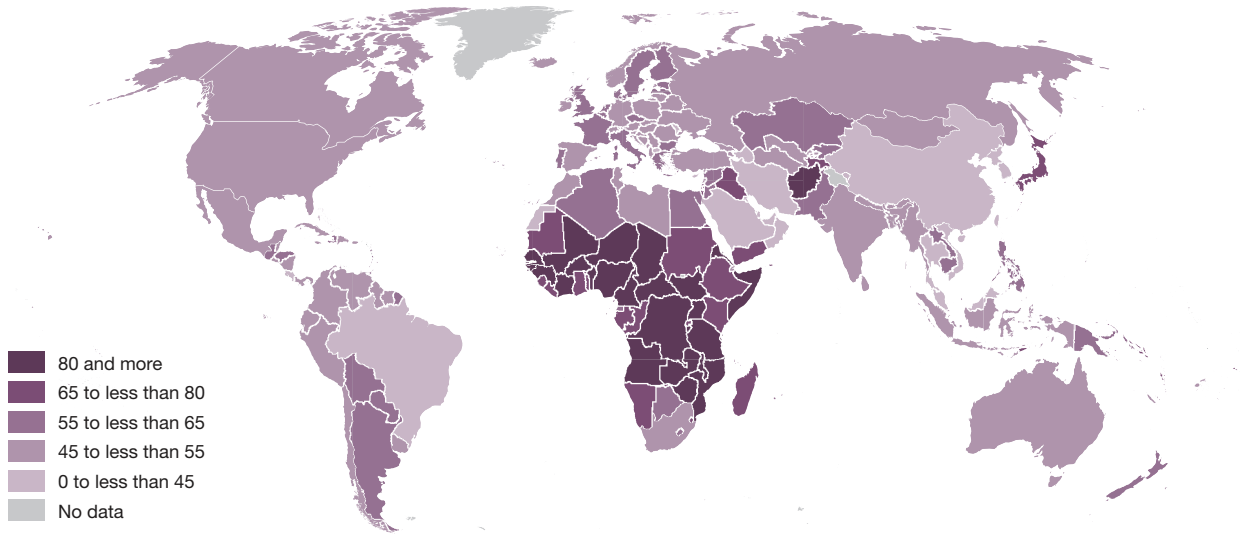 80 and more
65 to less than 80
55 to less than 65
45 to less than 55
0 to less than 45
No data